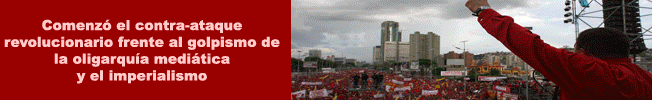 Comenzó el contra-ataque
revolucionario frente al golpismo de
la oligarquía mediática
y el imperialismo